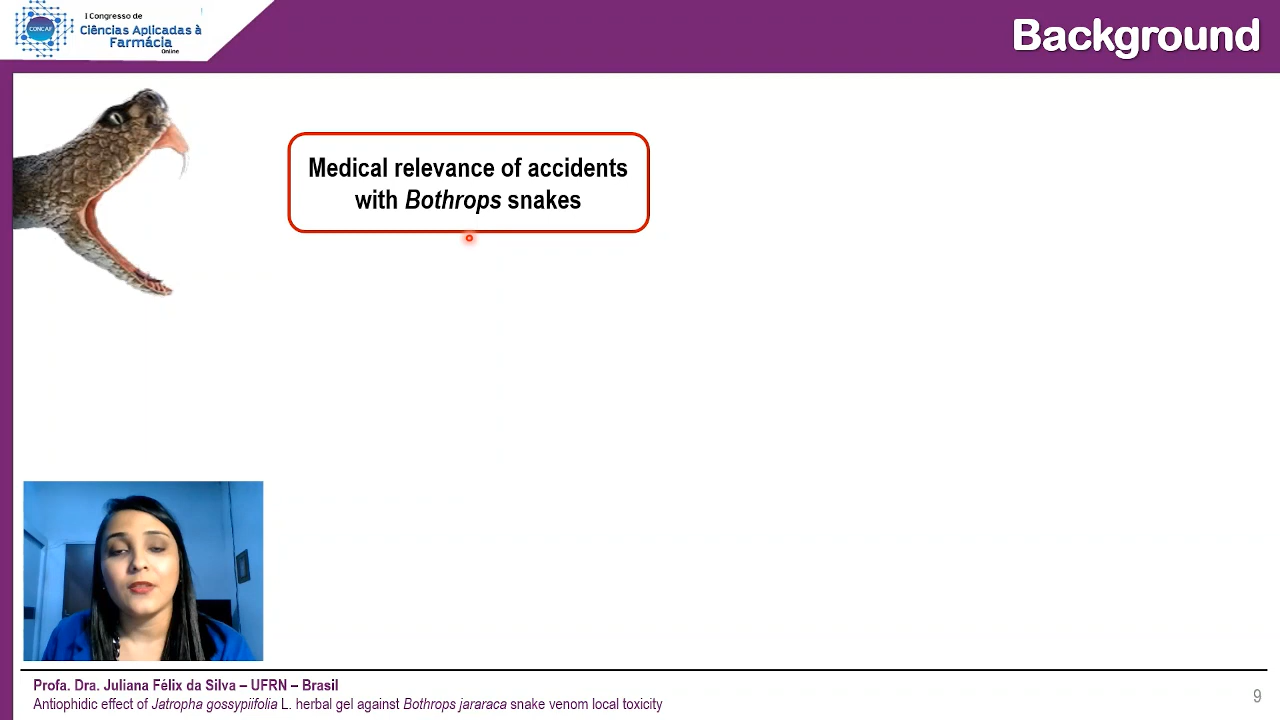 I Congresso de
CONCAF
Ciências Aplicadas à
Farmácia
Online
Background
Medical relevance of accidents
with Bothrops snakes
Profa. Dra. Juliana Félix da Silva – UFRN – Brasil
Antiophidic effect of Jatropha gossypiifolia L. herbal gel against Bothrops jararaca snake venom local toxicity
9